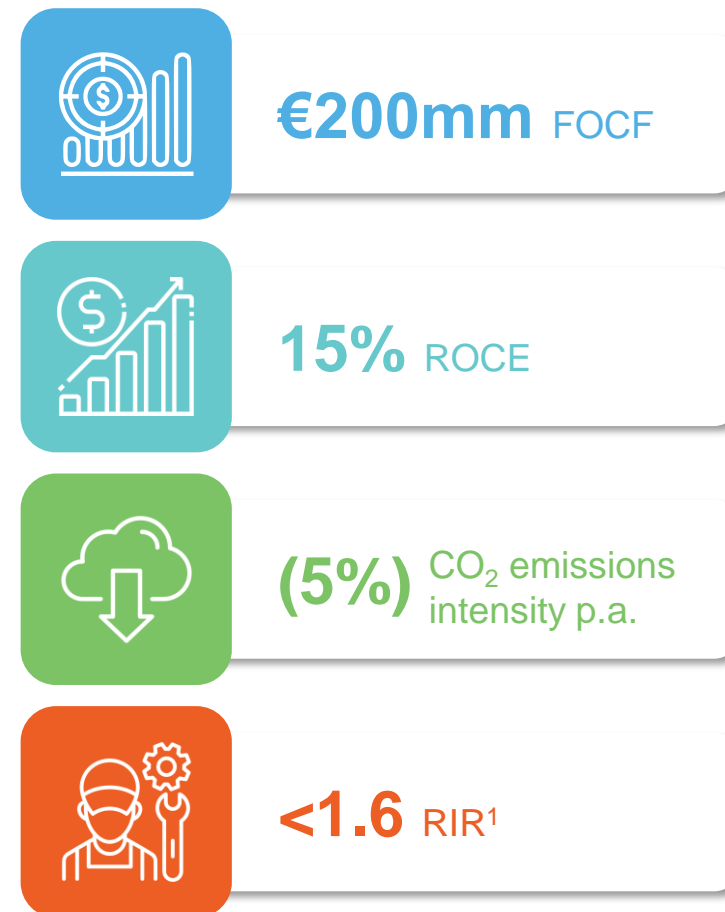 €200mm FOCF
15% ROCE
(5%) CO₂ emissions
intensity p.a.
<1.6 RIR¹